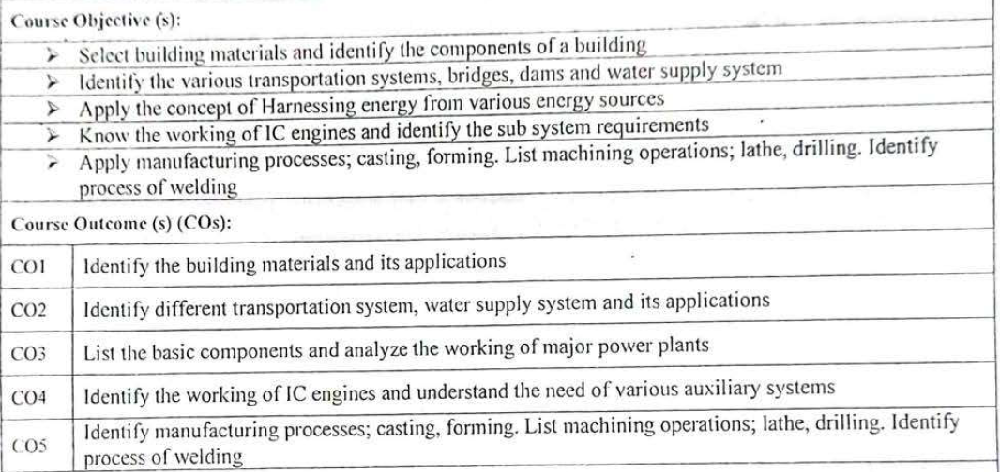 Course Objective (s):
➤ Select building materials and identify the components of a building
➤ Identify the various transportation systems, bridges, dams and water supply system
➤ Apply the concept of Harnessing energy from various energy sources
➤ Know the working of IC engines and identify the sub system requirements
➤ Apply manufacturing processes; casting, forming. List machining operations; lathe, drilling. Identify
process of welding
Course Outcome (s) (COs):
CO1 Identify the building materials and its applications
CO2 Identify different transportation system, water supply system and its applications
CO3 List the basic components and analyze the working of major power plants
CO4 Identify the working of IC engines and understand the need of various auxiliary systems
CO5 Identify manufacturing processes; casting, forming. List machining operations; lathe, drilling. Identify
process of welding